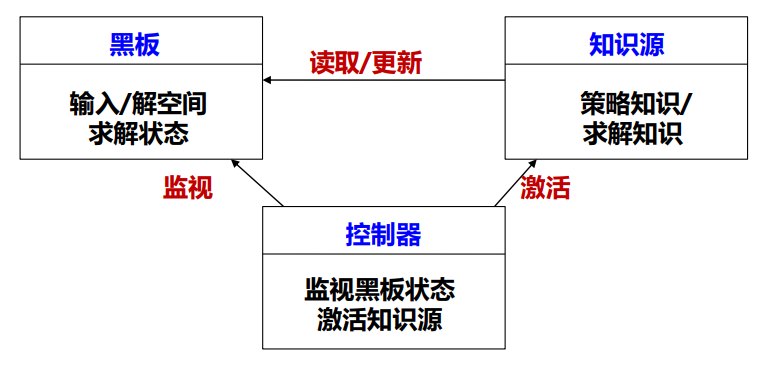 黑板
知识源
读取/更新
输入/解空间
求解状态
策略知识/
求解知识
监视
激活
控制器
监视黑板状态
激活知识源